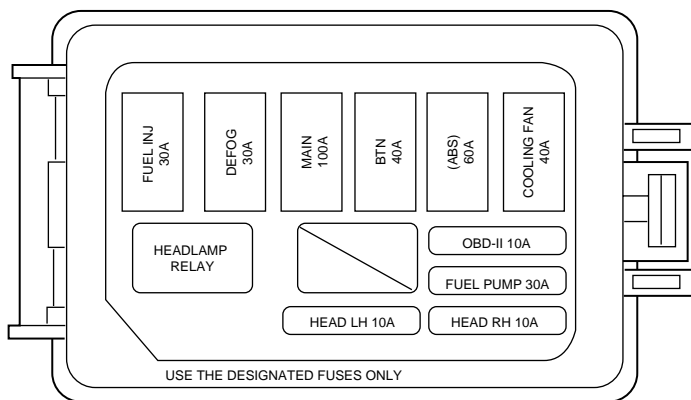 FUEL INJ
30A
DEFOG
30A
MAIN
100A
BTN
40A
(ABS)
60A
COOLING FAN
40A
HEADLAMP
RELAY
OBD-II 10A
FUEL PUMP 30A
HEAD LH 10A
HEAD RH 10A
USE THE DESIGNATED FUSES ONLY